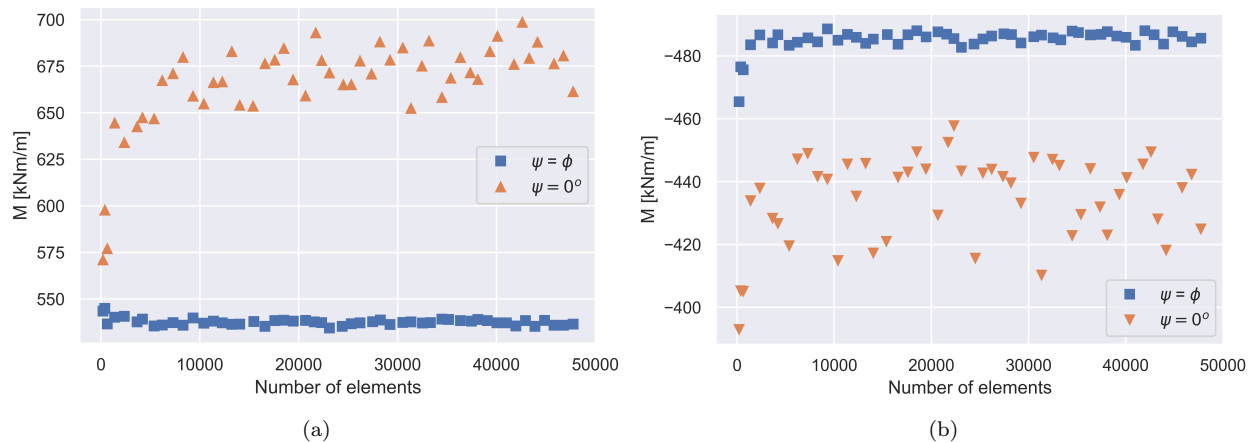 700
675
650
625
600
575
550
M [kNm/m]
ψ = ϕ
ψ = 0°
0
10000
20000
30000
40000
50000
Number of elements
(a)
−480
−460
−440
−420
−400
M [kNm/m]
ψ = ϕ
ψ = 0°
0
10000
20000
30000
40000
50000
Number of elements
(b)